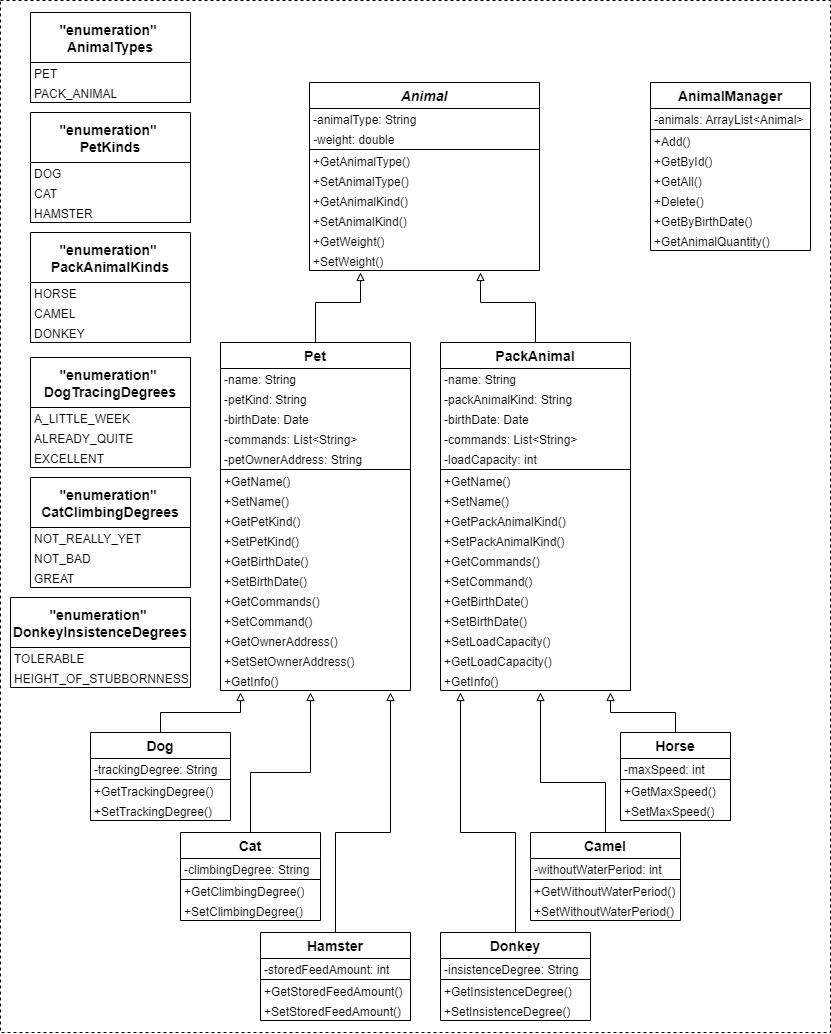 "enumeration"
AnimalTypes
PET
PACK_ANIMAL
"enumeration"
PetKinds
DOG
CAT
HAMSTER
"enumeration"
PackAnimalKinds
HORSE
CAMEL
DONKEY
"enumeration"
DogTracingDegrees
A_LITTLE_WEEK
ALREADY_QUITE
EXCELLENT
"enumeration"
CatClimbingDegrees
NOT_REALLY_YET
NOT_BAD
GREAT
"enumeration"
DonkeyInsistenceDegrees
TOLERABLE
HEIGHT_OF_STUBBORNNESS
Animal
-animalType: String
-weight: double
+GetAnimalType()
+SetAnimalType()
+GetAnimalKind()
+SetAnimalKind()
+GetWeight()
+SetWeight()
AnimalManager
-animals: ArrayList<Animal>
+Add()
+GetById()
+GetAll()
+Delete()
+GetByBirthDate()
+GetAnimalQuantity()
Pet
-name: String
-petKind: String
-birthDate: Date
-commands: List<String>
-petOwnerAddress: String
+GetName()
+SetName()
+GetPetKind()
+SetPetKind()
+GetBirthDate()
+SetBirthDate()
+GetCommands()
+SetCommand()
+GetOwnerAddress()
+SetSetOwnerAddress()
+GetInfo()
PackAnimal
-name: String
-packAnimalKind: String
-birthDate: Date
-commands: List<String>
-loadCapacity: int
+GetName()
+SetName()
+GetPackAnimalKind()
+SetPackAnimalKind()
+GetCommands()
+SetCommand()
+GetBirthDate()
+SetBirthDate()
+SetLoadCapacity()
+GetLoadCapacity()
+GetInfo()
Dog
-trackingDegree: String
+GetTrackingDegree()
+SetTrackingDegree()
Cat
-climbingDegree: String
+GetClimbingDegree()
+SetClimbingDegree()
Hamster
-storedFeedAmount: int
+GetStoredFeedAmount()
+SetStoredFeedAmount()
Donkey
-insistenceDegree: String
+GetInsistenceDegree()
+SetInsistenceDegree()
Camel
-withoutWaterPeriod: int
+GetWithoutWaterPeriod()
+SetWithoutWaterPeriod()
Horse
-maxSpeed: int
+GetMaxSpeed()
+SetMaxSpeed()